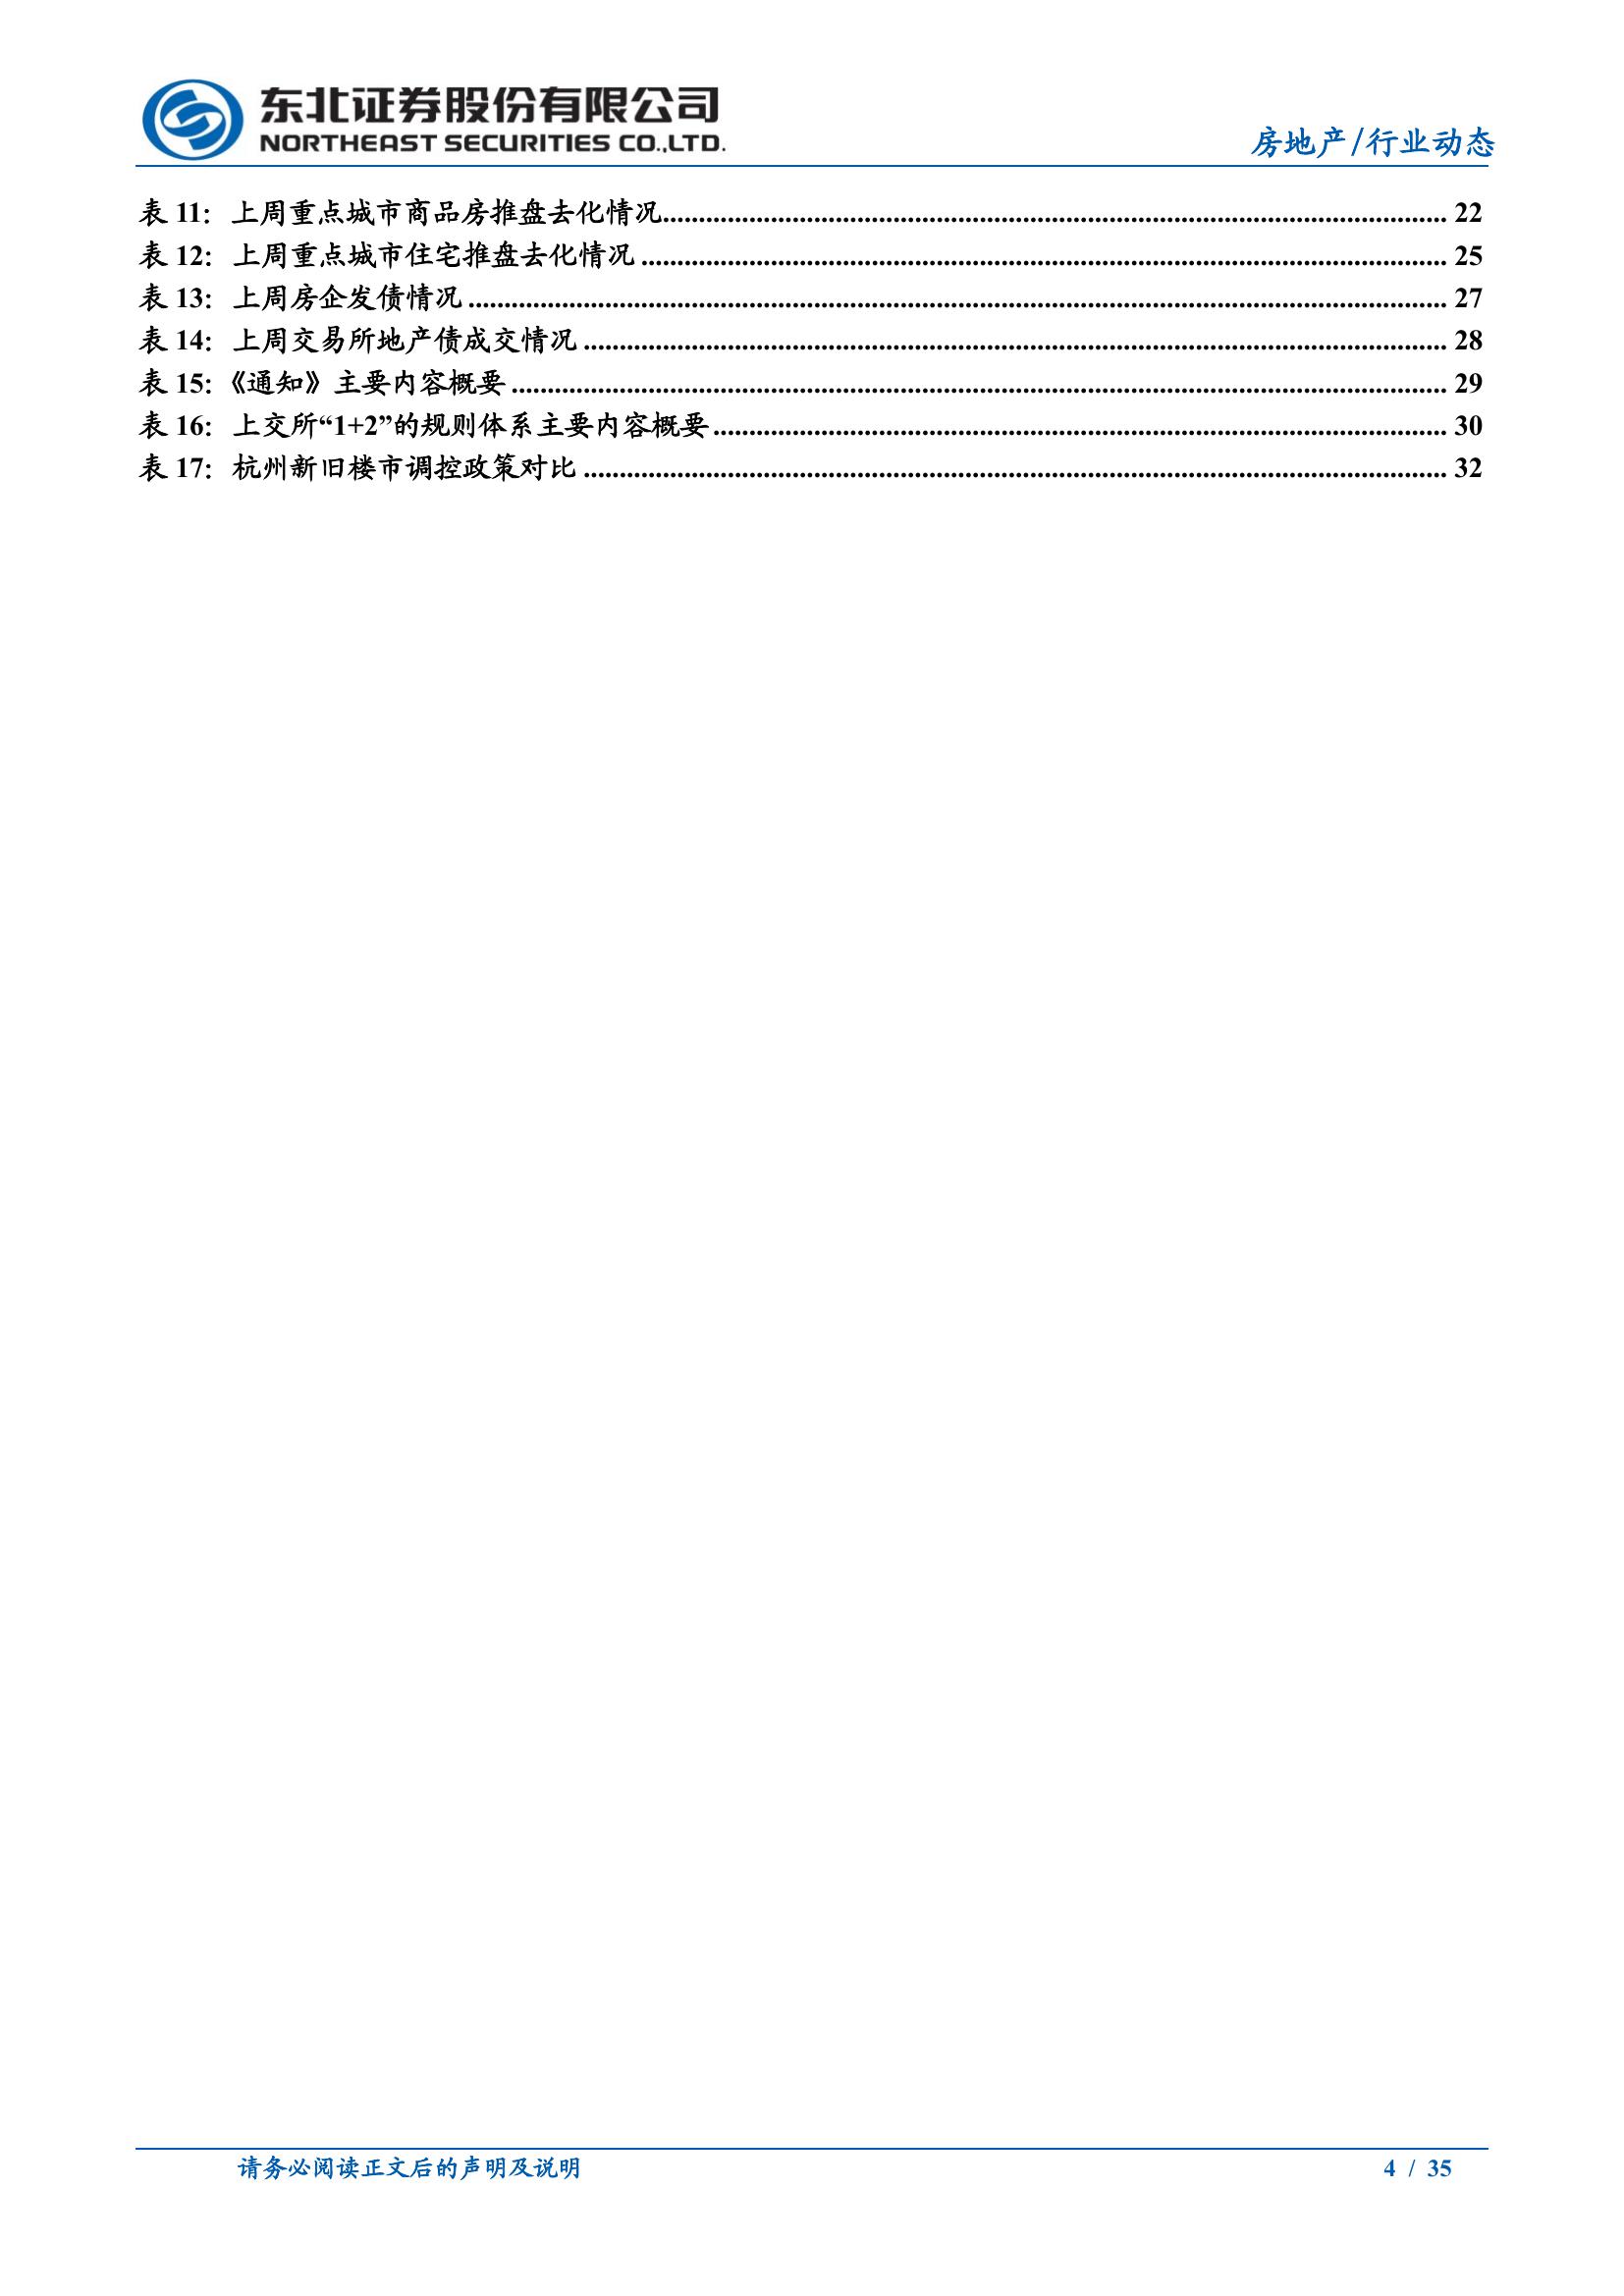 东北证券股份有限公司
NORTHEAST SECURITIES CO.,LTD.
房地产/行业动态
表 11：上周重点城市商品房推盘去化情况........ 22
表 12：上周重点城市住宅推盘去化情况........ 25
表 13：上周房企发债情况........ 27
表 14：上周交易所地产债成交情况........ 28
表 15：《通知》主要内容概要........ 29
表 16：上交所“1+2”的规则体系主要内容概要........ 30
表 17：杭州新旧楼市调控政策对比........ 32
请务必阅读正文后的声明及说明
4 / 35